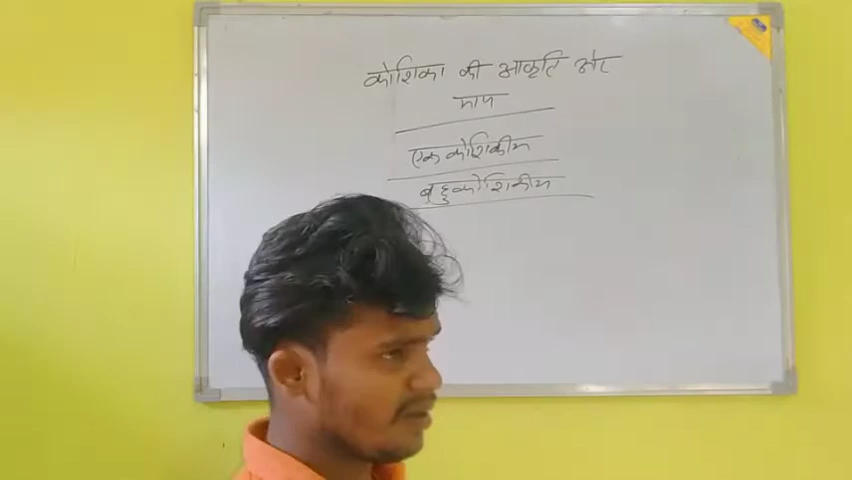 कोशिका की आकृति और
माप
एक कोशिकीय
बहुकोशिकीय